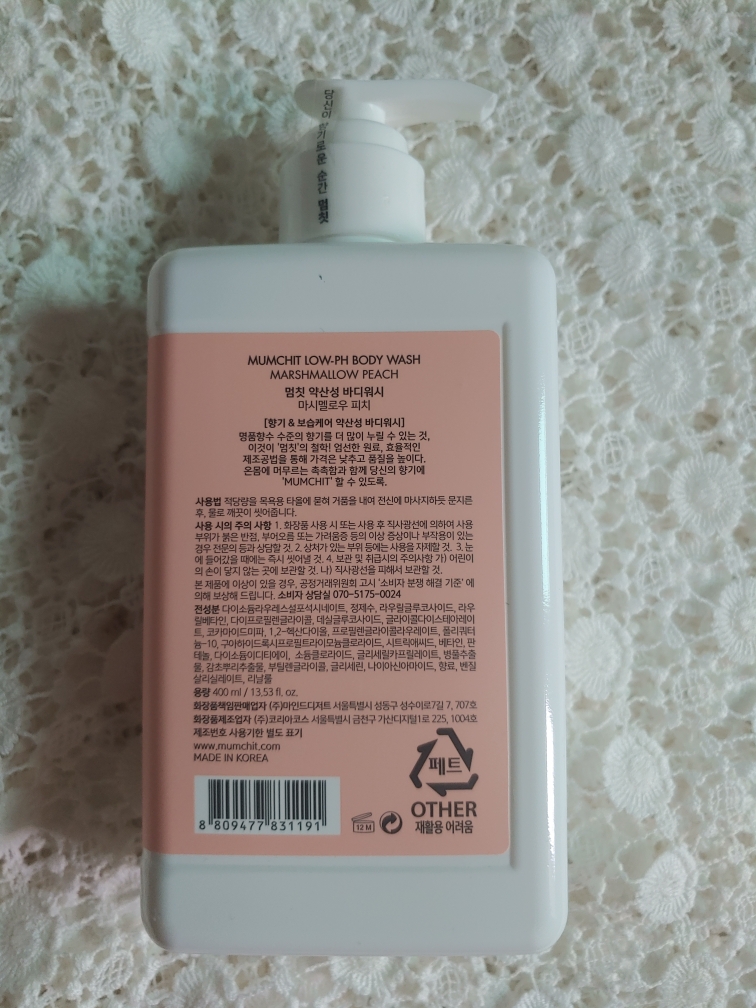 당신이 향기로운 순간 멈칫
MUMCHIT LOW-PH BODY WASH
MARSHMALLOW PEACH
멈칫 약산성 바디워시
마시멜로우 피치
[향기 & 보습케어 약산성 바디워시]
명품향수 수준의 향기를 더 많이 누릴 수 있는 것,
이것이 '멈칫'의 철학! 엄선한 원료, 효율적인
제조공법을 통해 가격은 낮추고 품질을 높이다.
온몸에 머무르는 촉촉함과 함께 당신의 향기에
'MUMCHIT' 할 수 있도록.
사용법 적당량을 목욕용 타올에 묻혀 거품을 내어 전신에 마사지하듯 문지른
후, 물로 깨끗이 씻어줍니다.
사용 시의 주의 사항 1. 화장품 사용 시 또는 사용 후 직사광선에 의하여 사용
부위가 붉은 반점, 부어오름 또는 가려움증 등의 이상 증상이나 부작용이 있는
경우 전문의 등과 상담할 것. 2. 상처가 있는 부위 등에는 사용을 자제할 것. 3. 눈
에 들어갔을 때에는 즉시 씻어낼 것. 4. 보관 및 취급시의 주의사항 가) 어린이
의 손이 닿지 않는 곳에 보관할 것. 나) 직사광선을 피해서 보관할 것.
본 제품에 이상이 있을 경우, 공정거래위원회 고시 '소비자 분쟁 해결 기준' 에
의해 보상해 드립니다. 소비자 상담실 070-5175-0024
전성분 다이소듐라우레스설포석시네이트, 정제수, 라우릴글루코사이드, 라우
릴베타인, 다이프로필렌글라이콜, 데실글루코사이드, 글라이콜다이스테아레이
트, 코카마이드미파, 1,2-헥산다이올, 프로필렌글라이콜라우레이트, 폴리쿼터
늄-10, 구아하이드록시프로필트라이모늄클로라이드, 시트릭애씨드, 베타인, 판
테놀, 다이소듐이디티에이, 소듐클로라이드, 글리세릴카프릴레이트, 병풀추출
물, 감초뿌리추출물, 부틸렌글라이콜, 글리세린, 나이아신아마이드, 향료, 벤질
살리실레이트, 리날룰
용량 400 ml / 13.53 fl. oz.
화장품책임판매업자 (주)마인드디저트 서울특별시 성동구 성수이로7길 7, 707호
화장품제조업자 (주)코리아코스 서울특별시 금천구 가산디지털1로 225, 1004호
제조번호 사용기한 별도 표기
www.mumchit.com
MADE IN KOREA
페트
OTHER
재활용 어려움
12 M
8 809477 831191